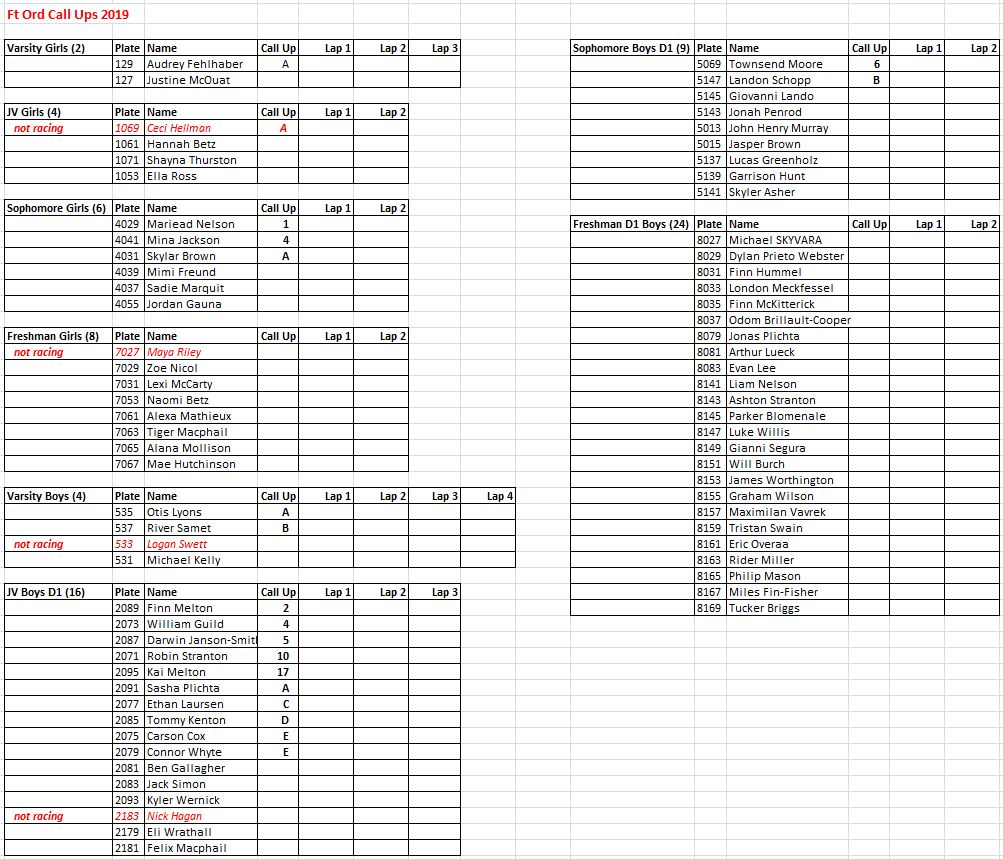 Ft Ord Call Ups 2019
Varsity Girls (2) Plate Name Call Up Lap 1 Lap 2 Lap 3
129 Audrey Fehlhaber A
127 Justine McOuat
JV Girls (4) Plate Name Call Up Lap 1 Lap 2
not racing 1069 Ceci Hellman A
1061 Hannah Betz
1071 Shayna Thurston
1053 Ella Ross
Sophomore Girls (6) Plate Name Call Up Lap 1 Lap 2
4029 Mariead Nelson 1
4041 Mina Jackson 4
4031 Skylar Brown A
4039 Mimi Freund
4037 Sadie Marquit
4055 Jordan Gauna
Freshman Girls (8) Plate Name Call Up Lap 1 Lap 2
not racing 7027 Maya Riley
7029 Zoe Nicol
7031 Lexi McCarty
7053 Naomi Betz
7061 Alexa Mathieux
7063 Tiger Macphail
7065 Alana Mollison
7067 Mae Hutchinson
Varsity Boys (4) Plate Name Call Up Lap 1 Lap 2 Lap 3 Lap 4
535 Otis Lyons A
537 River Samet B
not racing 533 Logan Swett
531 Michael Kelly
JV Boys D1 (16) Plate Name Call Up Lap 1 Lap 2 Lap 3
2089 Finn Melton 2
2073 William Guild 4
2087 Darwin Janson-Smit 5
2071 Robin Stranton 10
2095 Kai Melton 17
2091 Sasha Plichta A
2077 Ethan Laursen C
2085 Tommy Kenton D
2075 Carson Cox E
2079 Connor Whyte E
2081 Ben Gallagher
2083 Jack Simon
2093 Kyler Wernick
not racing 2183 Nick Hagan
2179 Eli Wrathall
2181 Felix Macphail
Sophomore Boys D1 (9) Plate Name Call Up Lap 1 Lap 2
5069 Townsend Moore 6
5147 Landon Schopp B
5145 Giovanni Lando
5143 Jonah Penrod
5013 John Henry Murray
5015 Jasper Brown
5137 Lucas Greenholz
5139 Garrison Hunt
5141 Skyler Asher
Freshman D1 Boys (24) Plate Name Call Up Lap 1 Lap 2
8027 Michael SKYVARA
8029 Dylan Prieto Webster
8031 Finn Hummel
8033 London Meckfessel
8035 Finn McKitterick
8037 Odom Brillault-Cooper
8079 Jonas Plichta
8081 Arthur Lueck
8083 Evan Lee
8141 Liam Nelson
8143 Ashton Stranton
8145 Parker Blomenale
8147 Luke Willis
8149 Gianni Segura
8151 Will Burch
8153 James Worthington
8155 Graham Wilson
8157 Maximilan Vavrek
8159 Tristan Swain
8161 Eric Overaa
8163 Rider Miller
8165 Philip Mason
8167 Miles Fin-Fisher
8169 Tucker Briggs